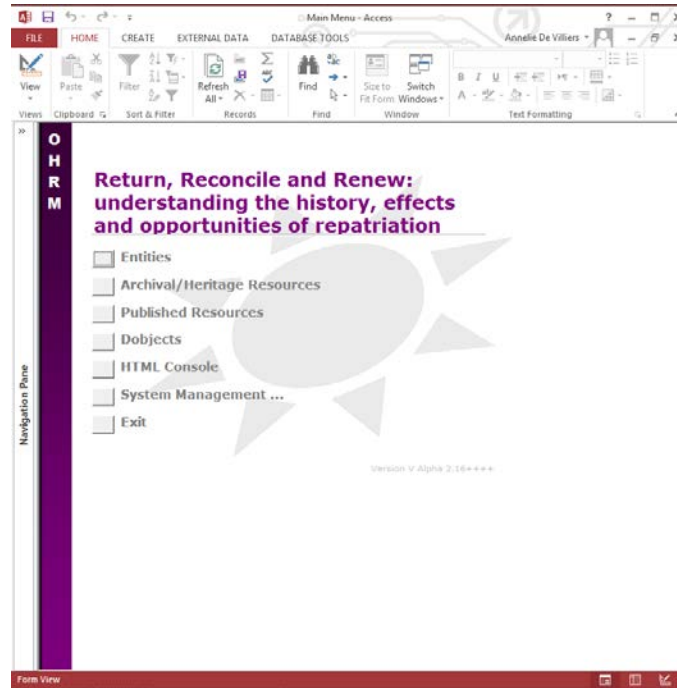 Main Menu - Access
FILE HOME CREATE EXTERNAL DATA DATABASE TOOLS Annelie De Villiers
View Paste Filter Refresh All Find Size to Fit Form Switch Windows
B I U
A
Views Clipboard Sort & Filter Records Find Window Text Formatting
O
H
R
M
Return, Reconcile and Renew:
understanding the history, effects
and opportunities of repatriation
Entities
Archival/Heritage Resources
Published Resources
Dobjects
HTML Console
System Management ...
Exit
Version V Alpha 2.16++++
Navigation Pane
Form View